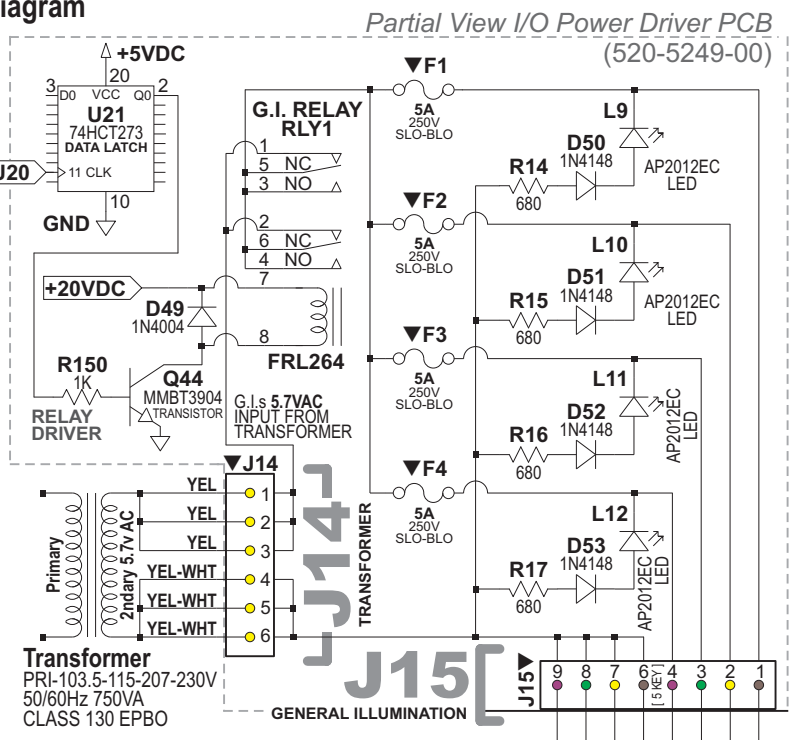 diagram
Partial View I/O Power Driver PCB
(520-5249-00)
+5VDC
20
3
D0
VCC
Q0
2
U21
74HCT273
DATA LATCH
U20
11 CLK
10
GND
G.I. RELAY
RLY1
1
5 NC
3 NO
2
6 NC
4 NO
7
8
FRL264
+20VDC
D49
1N4004
R150
1K
RELAY
DRIVER
Q44
MMBT3904
TRANSISTOR
G.I.s 5.7VAC
INPUT FROM
TRANSFORMER
▼F1
5A
250V
SLO-BLO
L9
D50
1N4148
R14
680
AP2012EC
LED
▼F2
5A
250V
SLO-BLO
L10
D51
1N4148
R15
680
AP2012EC
LED
▼F3
5A
250V
SLO-BLO
L11
D52
1N4148
R16
680
AP2012EC
LED
▼F4
5A
250V
SLO-BLO
L12
D53
1N4148
R17
680
AP2012EC
LED
▼J14
YEL 1
YEL 2
YEL 3
YEL-WHT 4
YEL-WHT 5
YEL-WHT 6
J14
TRANSFORMER
Primary
2ndary 5.7v AC
Transformer
PRI-103.5-115-207-230V
50/60Hz 750VA
CLASS 130 EPBO
J15
GENERAL ILLUMINATION
J15▼
9 8 7 6 [ 5 KEY ] 4 3 2 1